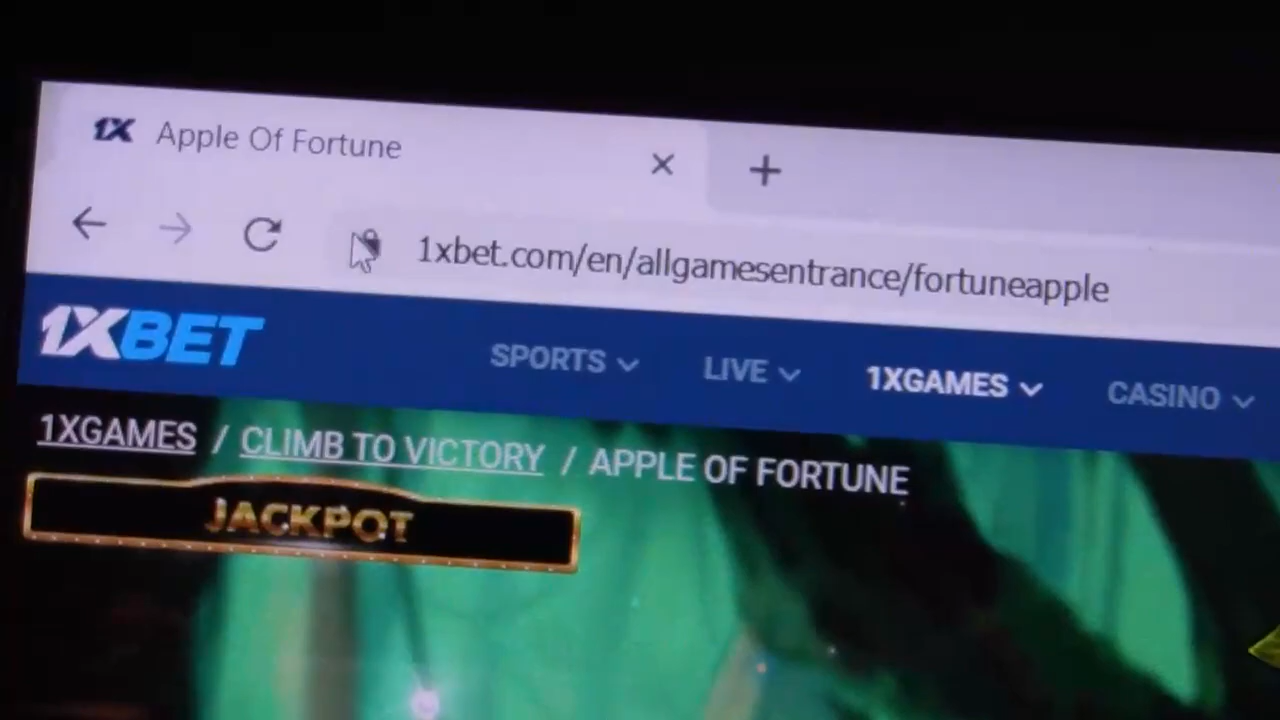 1X Apple Of Fortune
1xbet.com/en/allgamesentrance/fortuneapple
1XBET SPORTS LIVE 1XGAMES CASINO
1XGAMES / CLIMB TO VICTORY / APPLE OF FORTUNE
JACKPOT